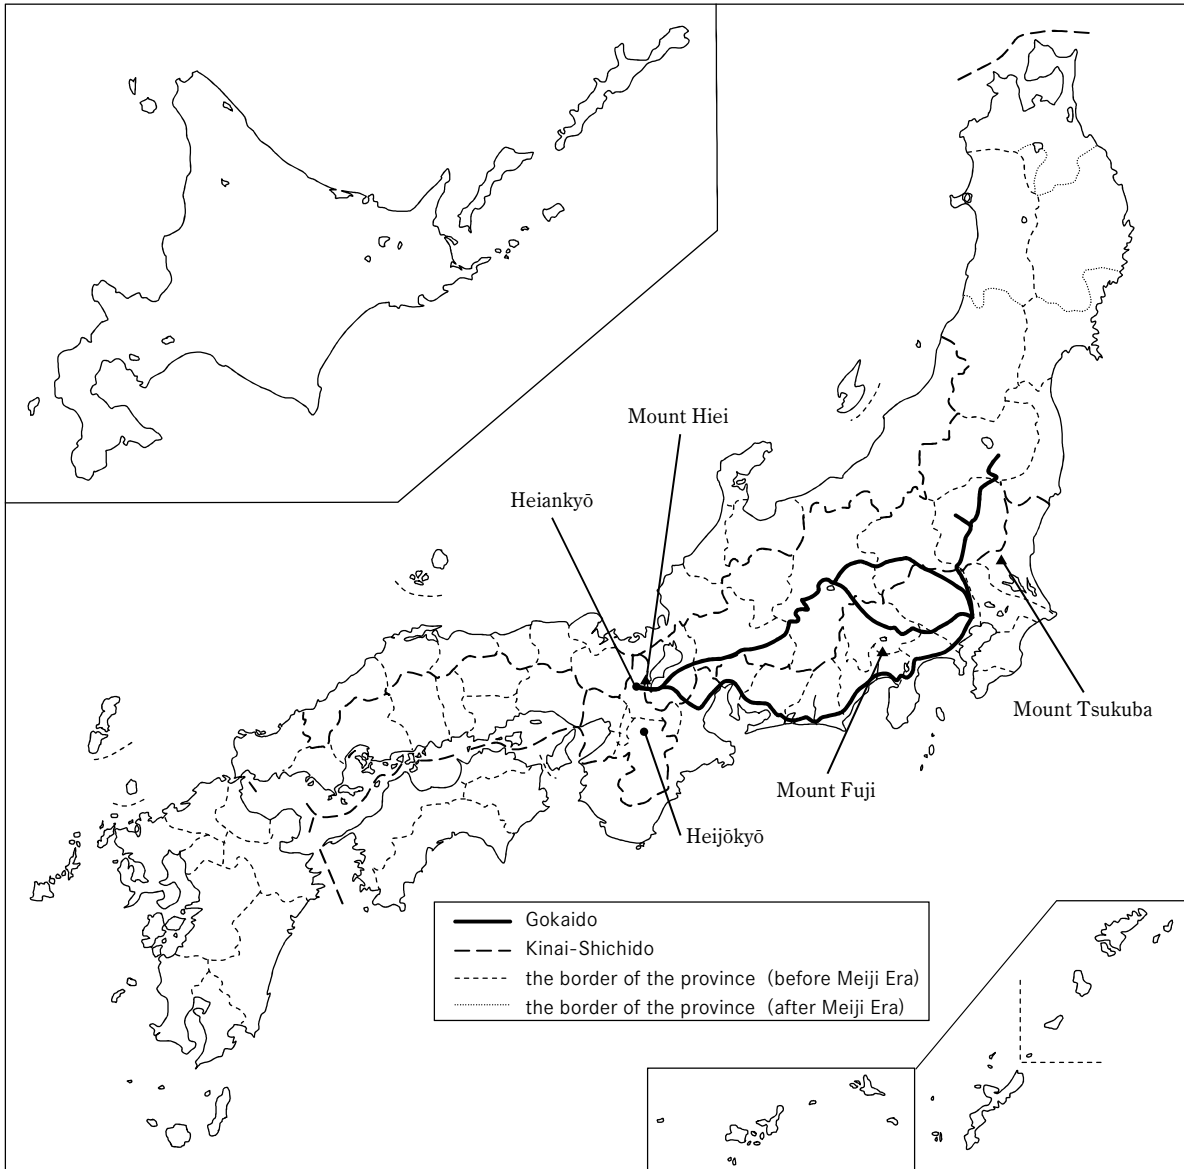 Mount Hiei
Heiankyō
Mount Tsukuba
Mount Fuji
Heijōkyō
Gokaido
Kinai-Shichido
the border of the province (before Meiji Era)
the border of the province (after Meiji Era)